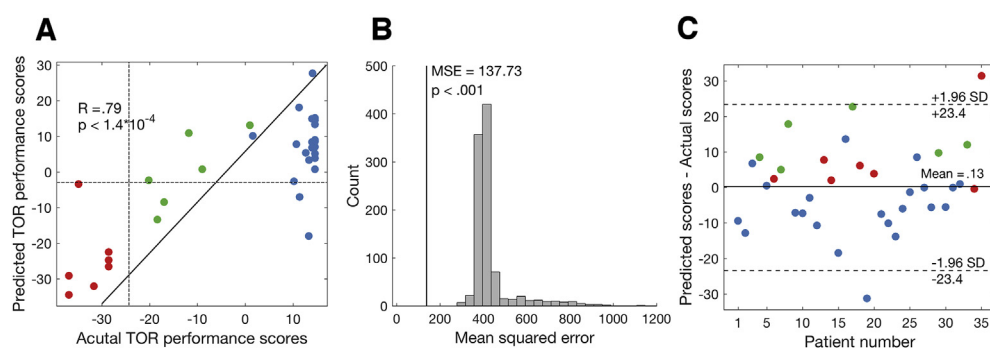 A
B
C
Predicted TOR performance scores
30
20
10
0
-10
-20
-30
R = .79
p < 1.4*10⁻⁴
-30
-20
-10
0
10
Acutal TOR performance scores
Count
500
400
300
200
100
0
MSE = 137.73
p < .001
0
200
400
600
800
1000
1200
Mean squared error
Predicted scores - Actual scores
30
20
10
0
-10
-20
-30
+1.96 SD
+23.4
Mean = .13
-1.96 SD
-23.4
1
5
10
15
20
25
30
35
Patient number